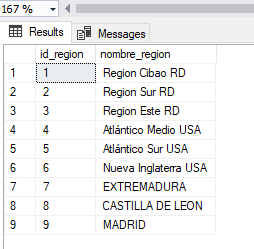 167 %
Results Messages
id_region nombre_region
1 1 Region Cibao RD
2 2 Region Sur RD
3 3 Region Este RD
4 4 Atlántico Medio USA
5 5 Atlántico Sur USA
6 6 Nueva Inglaterra USA
7 7 EXTREMADURA
8 8 CASTILLA DE LEON
9 9 MADRID